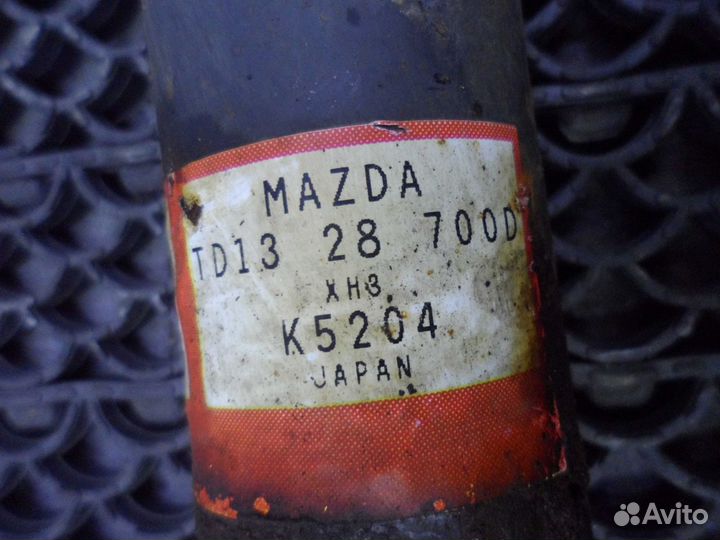 MAZDA
TD13 28 700D
XH3
K5204
JAPAN
Avito